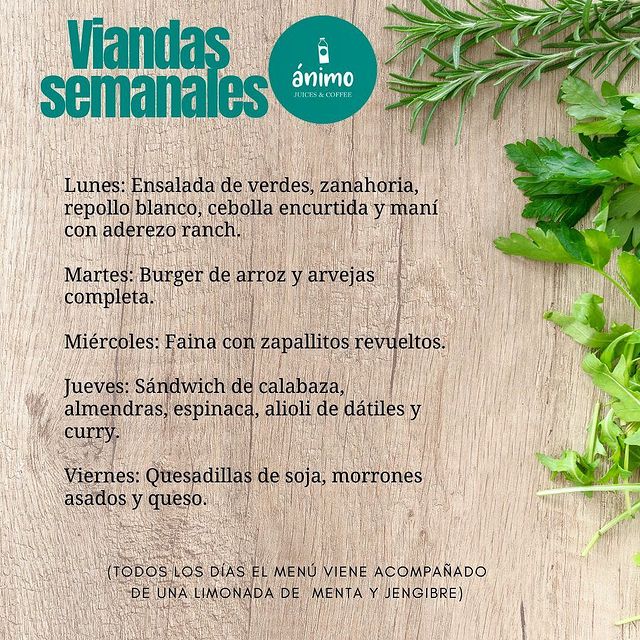 Viandas
semanales
ánimo
JUICES & COFFEE
Lunes: Ensalada de verdes, zanahoria,
repollo blanco, cebolla encurtida y maní
con aderezo ranch.
Martes: Burger de arroz y arvejas
completa.
Miércoles: Faina con zapallitos revueltos.
Jueves: Sándwich de calabaza,
almendras, espinaca, alioli de dátiles y
curry.
Viernes: Quesadillas de soja, morrones
asados y queso.
(TODOS LOS DÍAS EL MENÚ VIENE ACOMPAÑADO
DE UNA LIMONADA DE MENTA Y JENGIBRE)